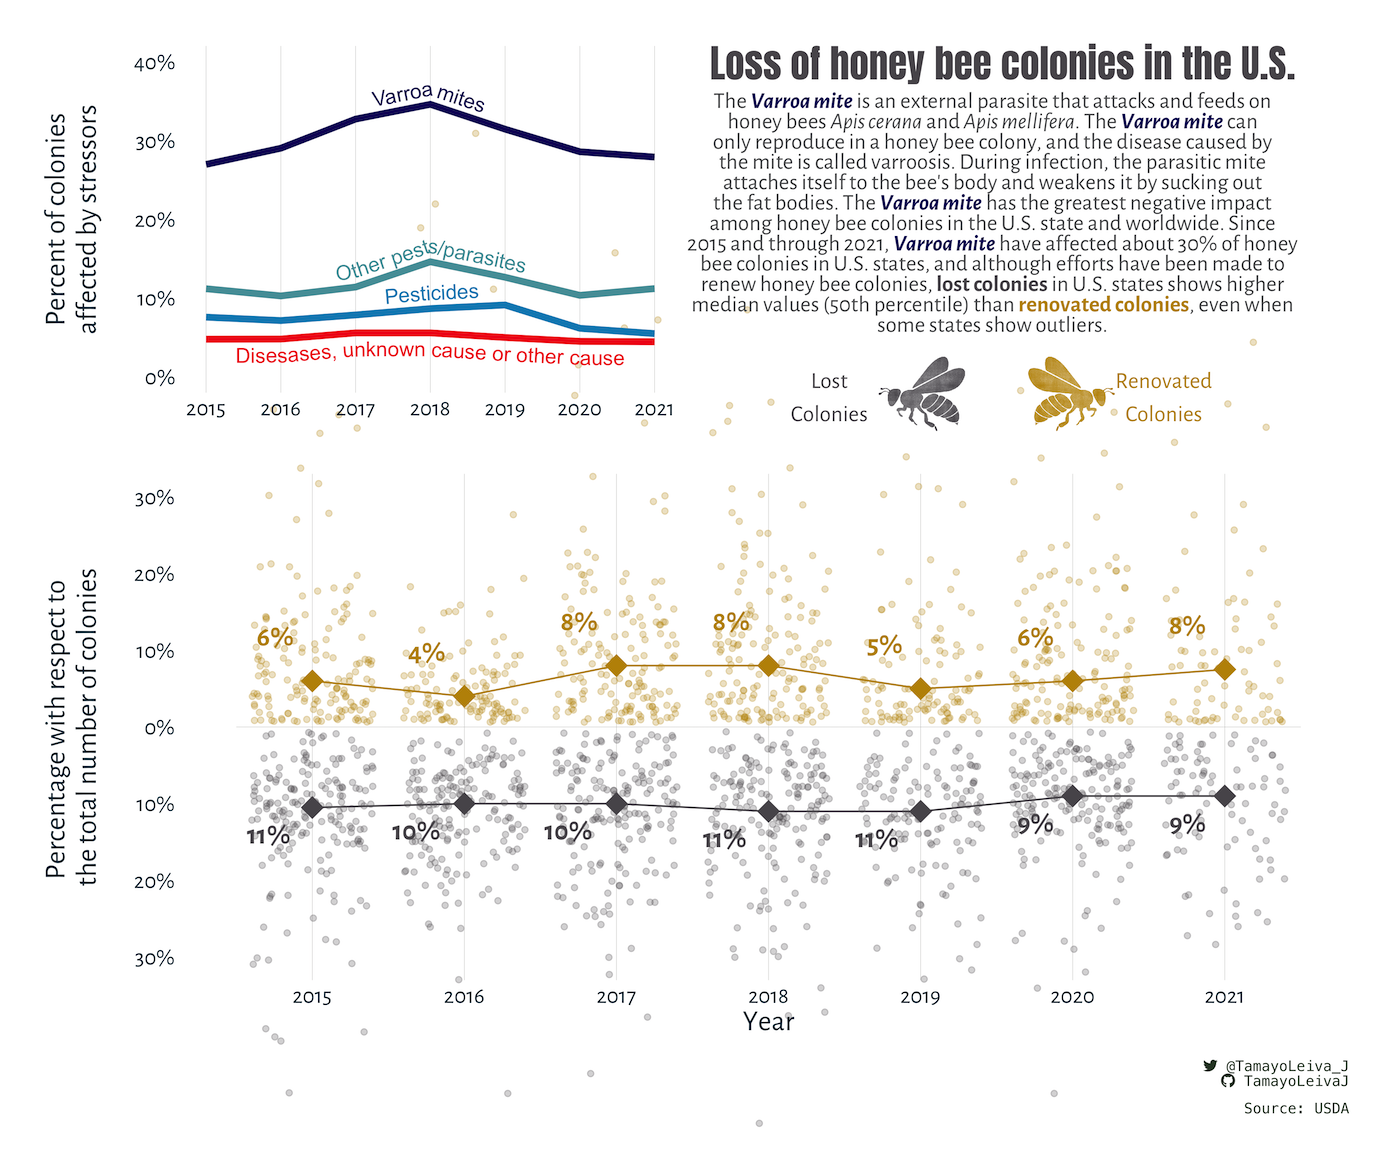 Loss of honey bee colonies in the U.S.
The Varroa mite is an external parasite that attacks and feeds on
honey bees Apis cerana and Apis mellifera. The Varroa mite can
only reproduce in a honey bee colony, and the disease caused by
the mite is called varroosis. During infection, the parasitic mite
attaches itself to the bee's body and weakens it by sucking out
the fat bodies. The Varroa mite has the greatest negative impact
among honey bee colonies in the U.S. state and worldwide. Since
2015 and through 2021, Varroa mite have affected about 30% of honey
bee colonies in U.S. states, and although efforts have been made to
renew honey bee colonies, lost colonies in U.S. states shows higher
median values (50th percentile) than renovated colonies, even when
some states show outliers.
Lost
Colonies
Renovated
Colonies
Percent of colonies
affected by stressors
40%
30%
20%
10%
0%
Varroa mites
Other pests/parasites
Pesticides
Disesases, unknown cause or other cause
2015 2016 2017 2018 2019 2020 2021
Percentage with respect to
the total number of colonies
30%
20%
10%
0%
10%
20%
30%
6% 4% 8% 8% 5% 6% 8%
11% 10% 10% 11% 11% 9% 9%
2015 2016 2017 2018 2019 2020 2021
Year
@TamayoLeiva_J
TamayoLeivaJ
Source: USDA